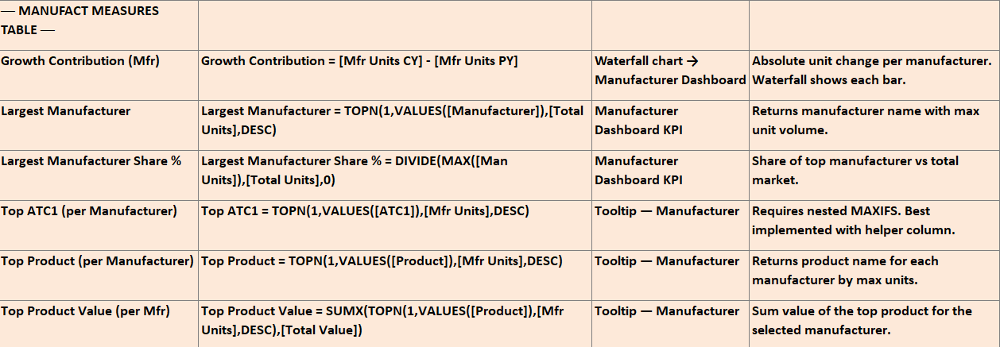 — MANUFACT MEASURES
TABLE —
Growth Contribution (Mfr)
Growth Contribution = [Mfr Units CY] - [Mfr Units PY]
Waterfall chart →
Manufacturer Dashboard
Absolute unit change per manufacturer.
Waterfall shows each bar.
Largest Manufacturer
Largest Manufacturer = TOPN(1,VALUES([Manufacturer]),[Total
Units],DESC)
Manufacturer
Dashboard KPI
Returns manufacturer name with max
unit volume.
Largest Manufacturer Share %
Largest Manufacturer Share % = DIVIDE(MAX([Man
Units]),[Total Units],0)
Manufacturer
Dashboard KPI
Share of top manufacturer vs total
market.
Top ATC1 (per Manufacturer)
Top ATC1 = TOPN(1,VALUES([ATC1]),[Mfr Units],DESC)
Tooltip — Manufacturer
Requires nested MAXIFS. Best
implemented with helper column.
Top Product (per Manufacturer)
Top Product = TOPN(1,VALUES([Product]),[Mfr Units],DESC)
Tooltip — Manufacturer
Returns product name for each
manufacturer by max units.
Top Product Value (per Mfr)
Top Product Value = SUMX(TOPN(1,VALUES([Product]),[Mfr
Units],DESC),[Total Value])
Tooltip — Manufacturer
Sum value of the top product for the
selected manufacturer.